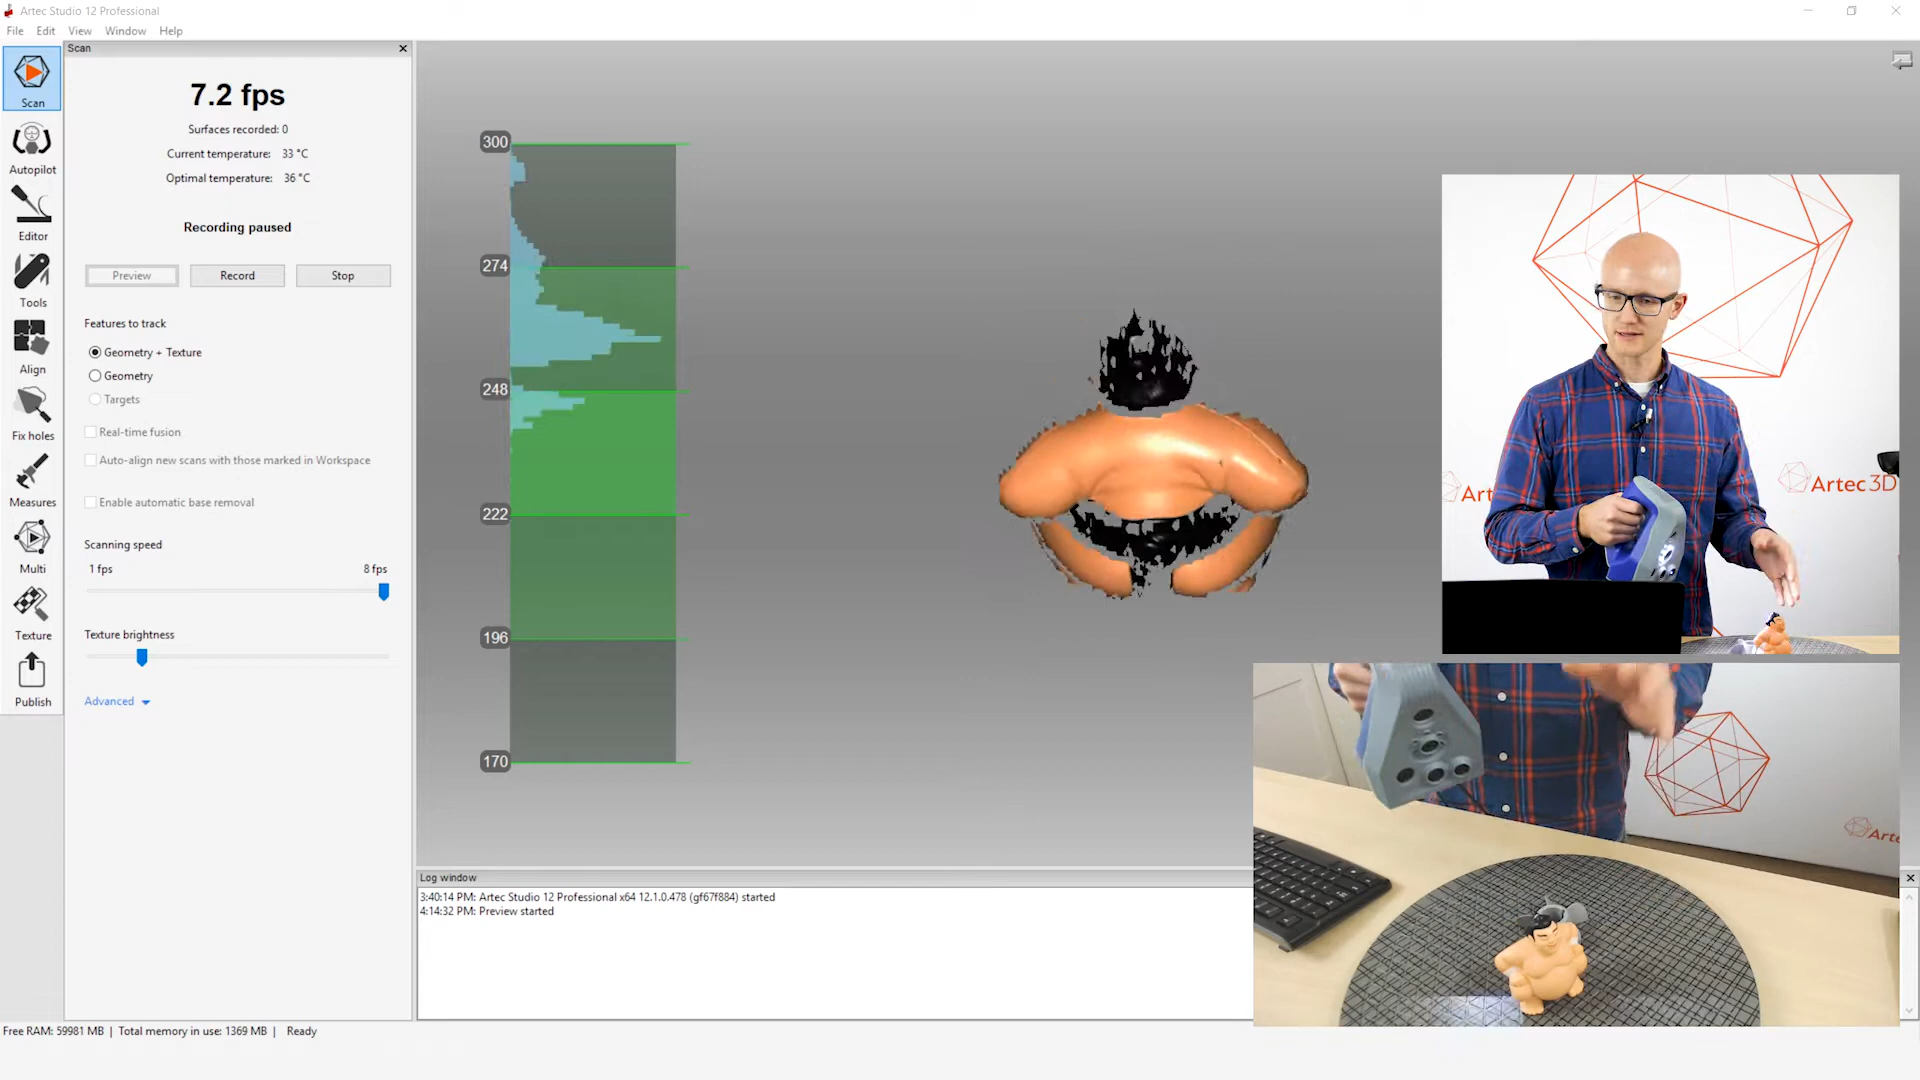 Artec Studio 12 Professional
File Edit View Window Help
Scan
Scan
Autopilot
Editor
Tools
Align
Fix holes
Measures
Multi
Texture
Publish
7.2 fps
Surfaces recorded: 0
Current temperature: 33 °C
Optimal temperature: 36 °C
Recording paused
Preview Record Stop
Features to track
Geometry + Texture
Geometry
Targets
Real-time fusion
Auto-align new scans with those marked in Workspace
Enable automatic base removal
Scanning speed
1 fps 8 fps
Texture brightness
Advanced
300
274
248
222
196
170
Art
Artec3D
Arte
Log window
3:40:14 PM: Artec Studio 12 Professional x64 12.1.0.478 (gf67f884) started
4:14:32 PM: Preview started
Free RAM: 59981 MB | Total memory in use: 1369 MB | Ready